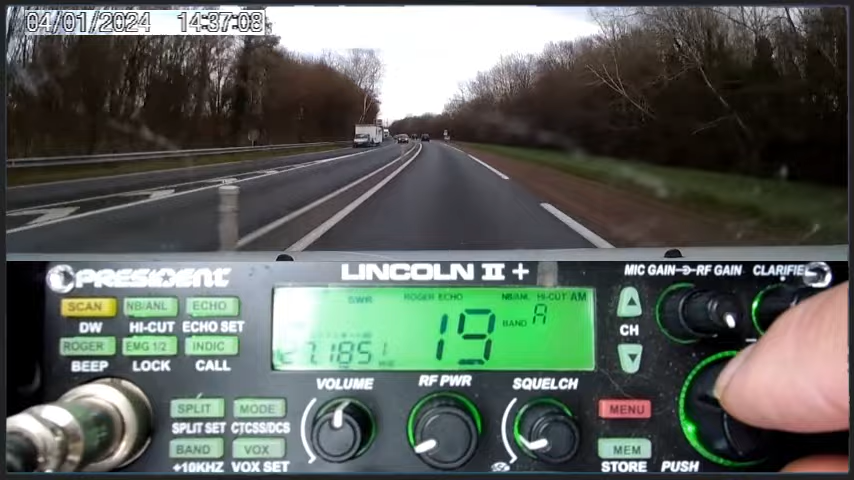 04/01/2024 14:37:08
PRESIDENT
LINCOLN II +
MIC GAIN RF GAIN CLARIFIER
SCAN NB/ANL ECHO
DW HI-CUT ECHO SET
ROGER EMG 1/2 INDIC
BEEP LOCK CALL
SWR ROGER ECHO NB/ANL HI-CUT AM
19 BAND A
27.185
CH
VOLUME RF PWR SQUELCH
SPLIT MODE
SPLIT SET CTCSS/DCS
BAND VOX
+10KHZ VOX SET
MENU
MEM
STORE PUSH